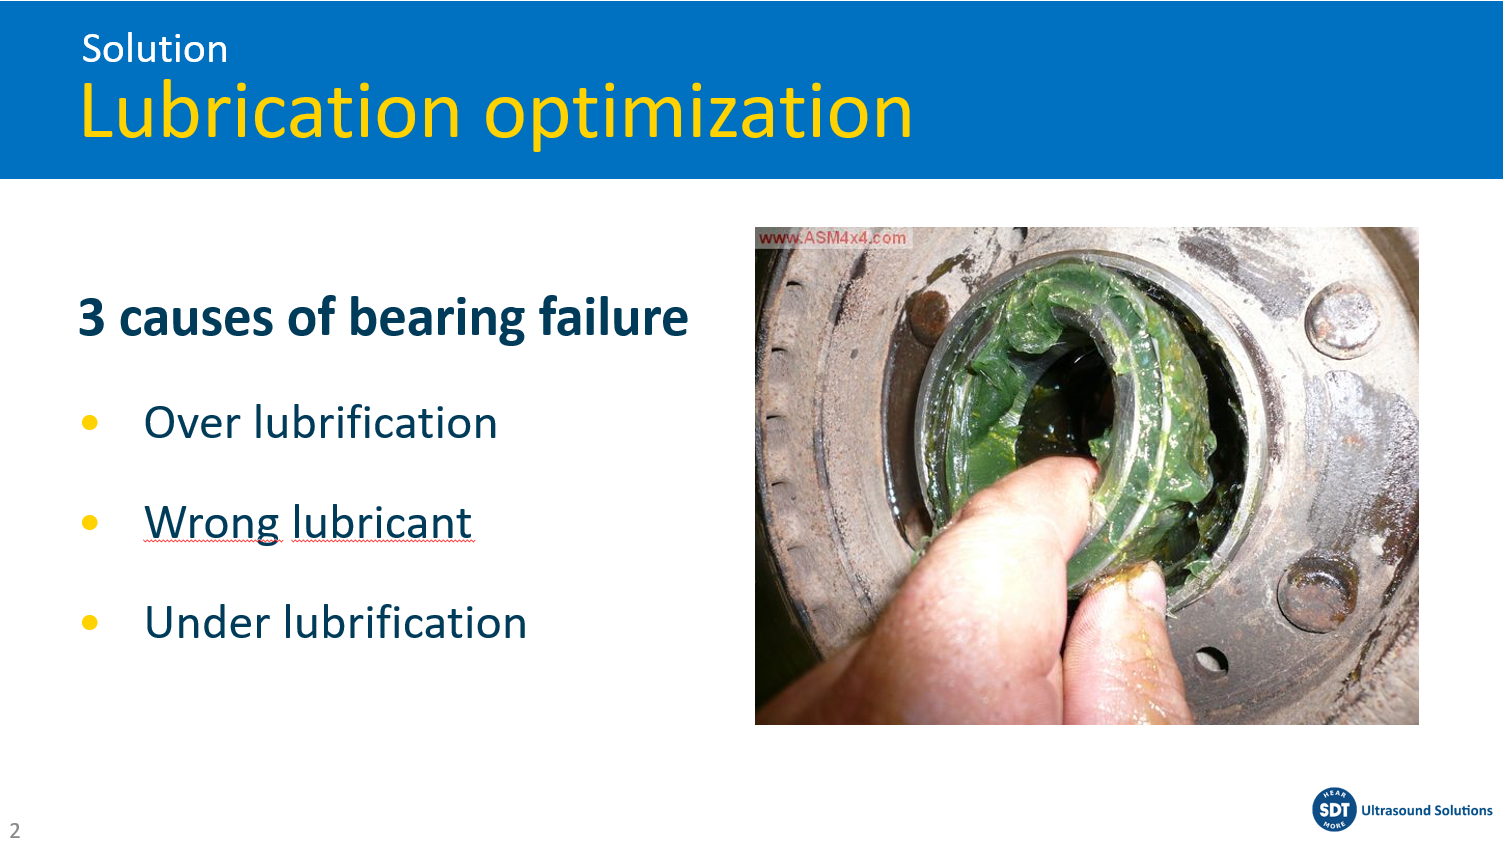 Solution
Lubrication optimization
www.ASM4x4.com
3 causes of bearing failure
• Over lubrification
• Wrong lubricant
• Under lubrification
HEAR
SDT
MORE
Ultrasound Solutions
2